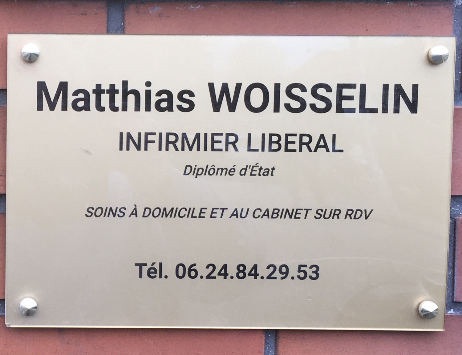 Matthias WOISSELIN
INFIRMIER LIBERAL
Diplômé d'État
SOINS À DOMICILE ET AU CABINET SUR RDV
Tél. 06.24.84.29.53